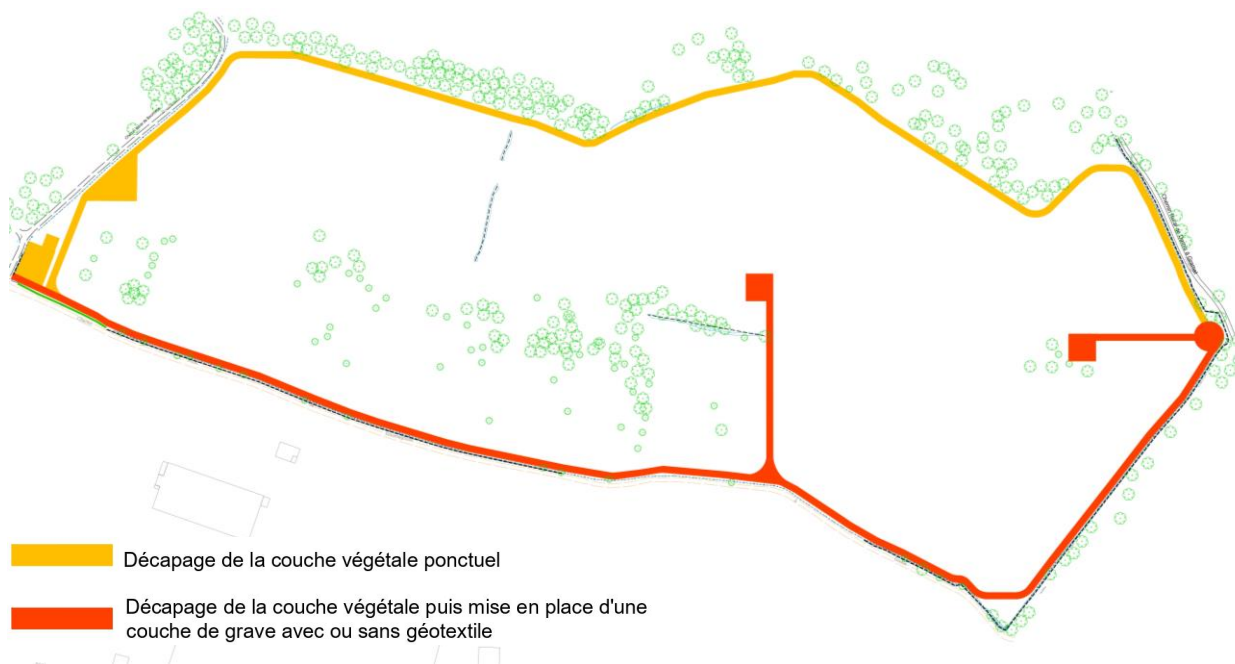 Décapage de la couche végétale ponctuel
Décapage de la couche végétale puis mise en place d'une
couche de grave avec ou sans géotextile